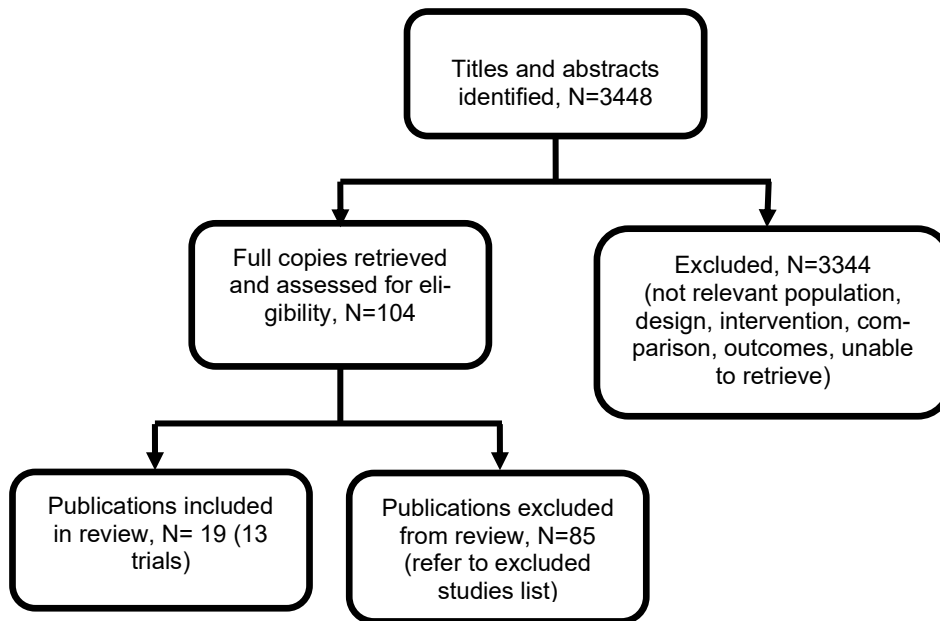 Titles and abstracts
identified, N=3448
Full copies retrieved
and assessed for eli-
gibility, N=104
Excluded, N=3344
(not relevant population,
design, intervention, com-
parison, outcomes, unable
to retrieve)
Publications included
in review, N= 19 (13
trials)
Publications excluded
from review, N=85
(refer to excluded
studies list)